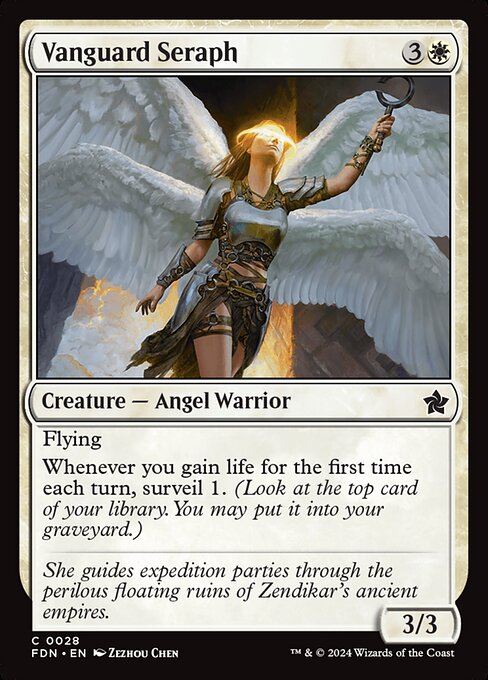 Vanguard Seraph 3
Creature — Angel Warrior
Flying
Whenever you gain life for the first time
each turn, surveil 1. (Look at the top card
of your library. You may put it into your
graveyard.)
She guides expedition parties through the
perilous floating ruins of Zendikar's ancient
empires.
3/3
C 0028
FDN • EN Zezhou Chen
™ & © 2024 Wizards of the Coast